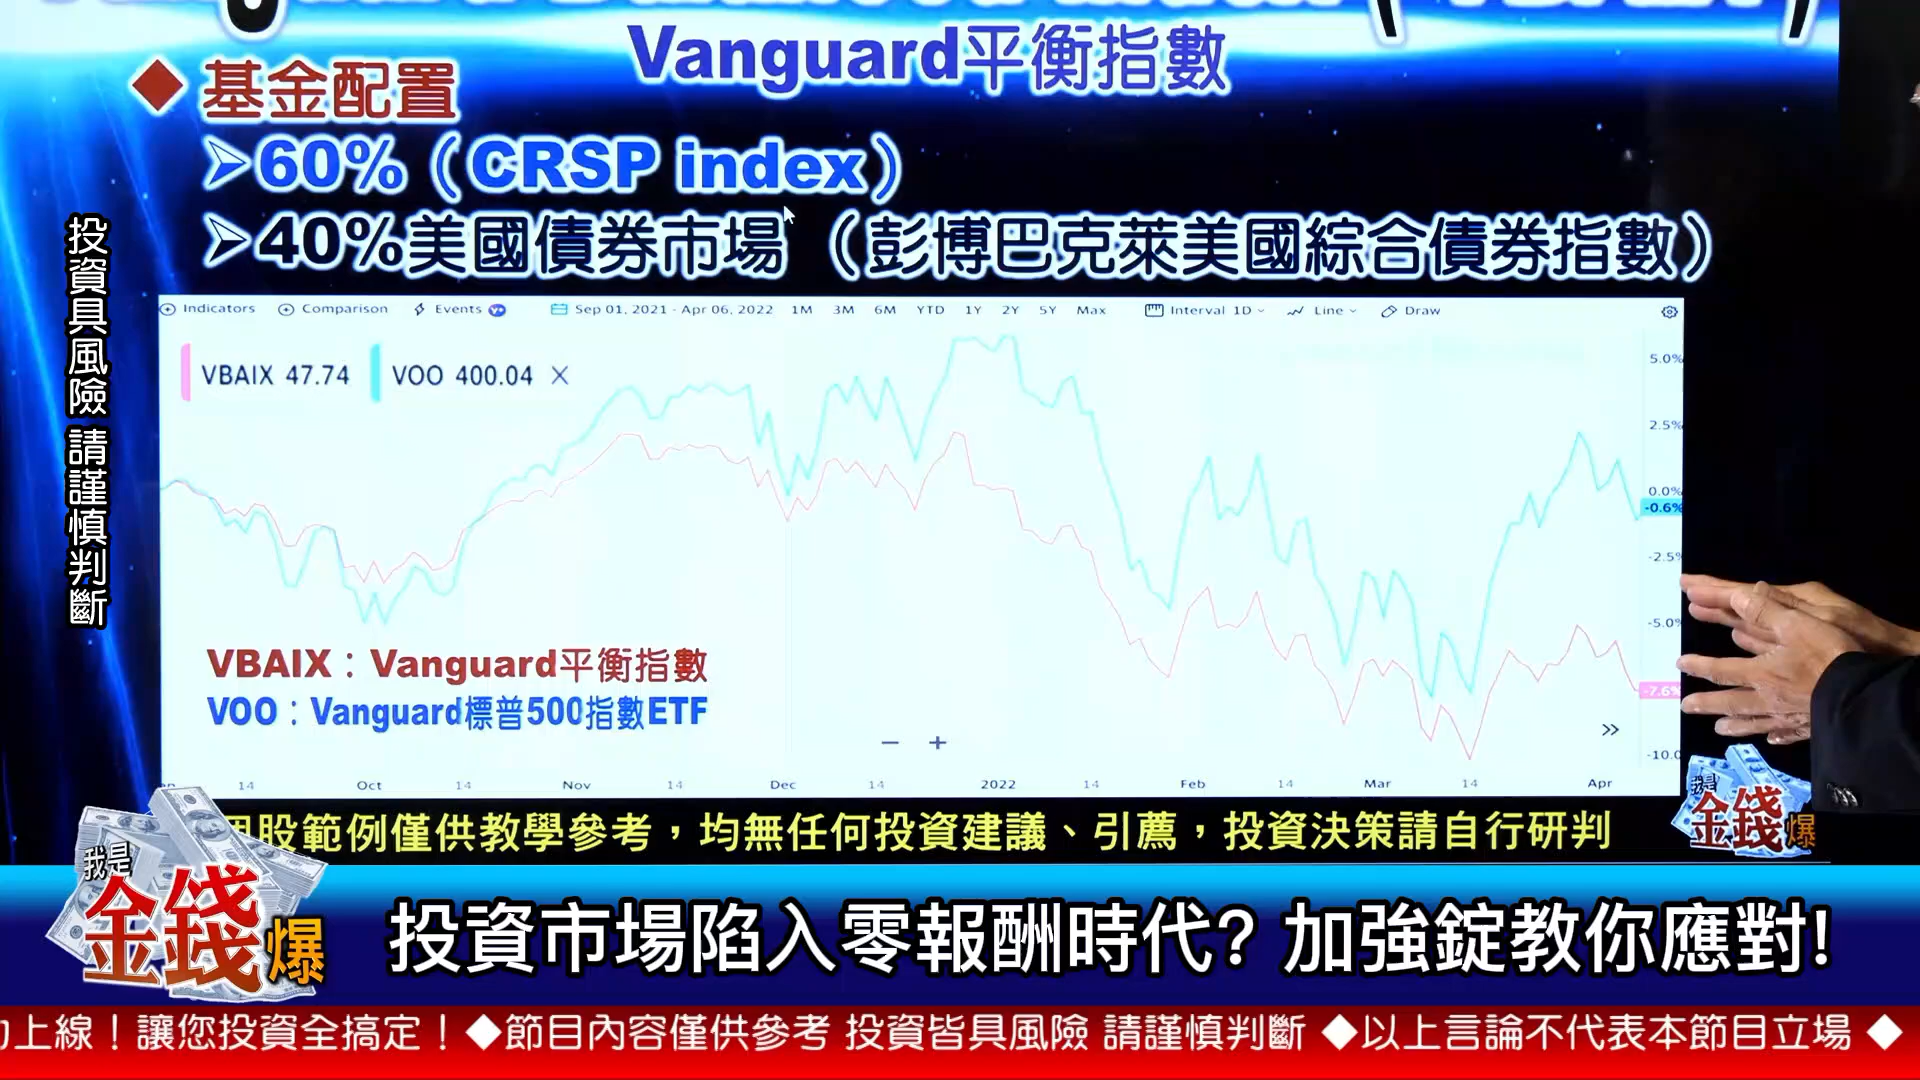 Vanguard平衡指數
◆基金配置
➢60%（CRSP index）
➢40%美國債券市場（彭博巴克萊美國綜合債券指數）
投資具風險 請謹慎判斷
Indicators Comparison Events Y+ Sep 01, 2021 - Apr 06, 2022 1M 3M 6M YTD 1Y 2Y 5Y Max Interval 1D Line Draw
VBAIX 47.74 VOO 400.04 ×
5.0%
2.5%
0.0%
-0.6%
-2.5%
-5.0%
-7.6%
-10.0
VBAIX：Vanguard平衡指數
VOO：Vanguard標普500指數ETF
− +
14 Oct 14 Nov 14 Dec 14 2022 14 Feb 14 Mar 14 Apr
股範例僅供教學參考，均無任何投資建議、引薦，投資決策請自行研判
我是
金錢爆
我是
金錢爆
投資市場陷入零報酬時代? 加強錠教你應對!
上線！讓您投資全搞定！◆節目內容僅供參考 投資皆具風險 請謹慎判斷 ◆以上言論不代表本節目立場 ◆